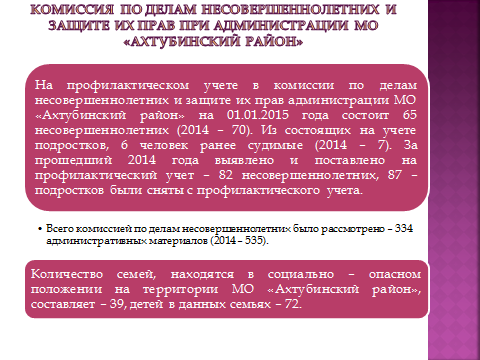 КОМИССИЯ ПО ДЕЛАМ НЕСОВЕРШЕННОЛЕТНИХ И
ЗАЩИТЕ ИХ ПРАВ ПРИ АДМИНИСТРАЦИИ МО
«АХТУБИНСКИЙ РАЙОН»
На профилактическом учете в комиссии по делам
несовершеннолетних и защите их прав администрации МО
«Ахтубинский район» на 01.01.2015 года состоит 65
несовершеннолетних (2014 – 70). Из состоящих на учете
подростков, 6 человек ранее судимые (2014 – 7). За
прошедший 2014 года выявлено и поставлено на
профилактический учет – 82 несовершеннолетних, 87 –
подростков были сняты с профилактического учета.
• Всего комиссией по делам несовершеннолетних было рассмотрено – 334
административных материалов (2014 – 535).
Количество семей, находятся в социально – опасном
положении на территории МО «Ахтубинский район»,
составляет – 39, детей в данных семьях – 72.